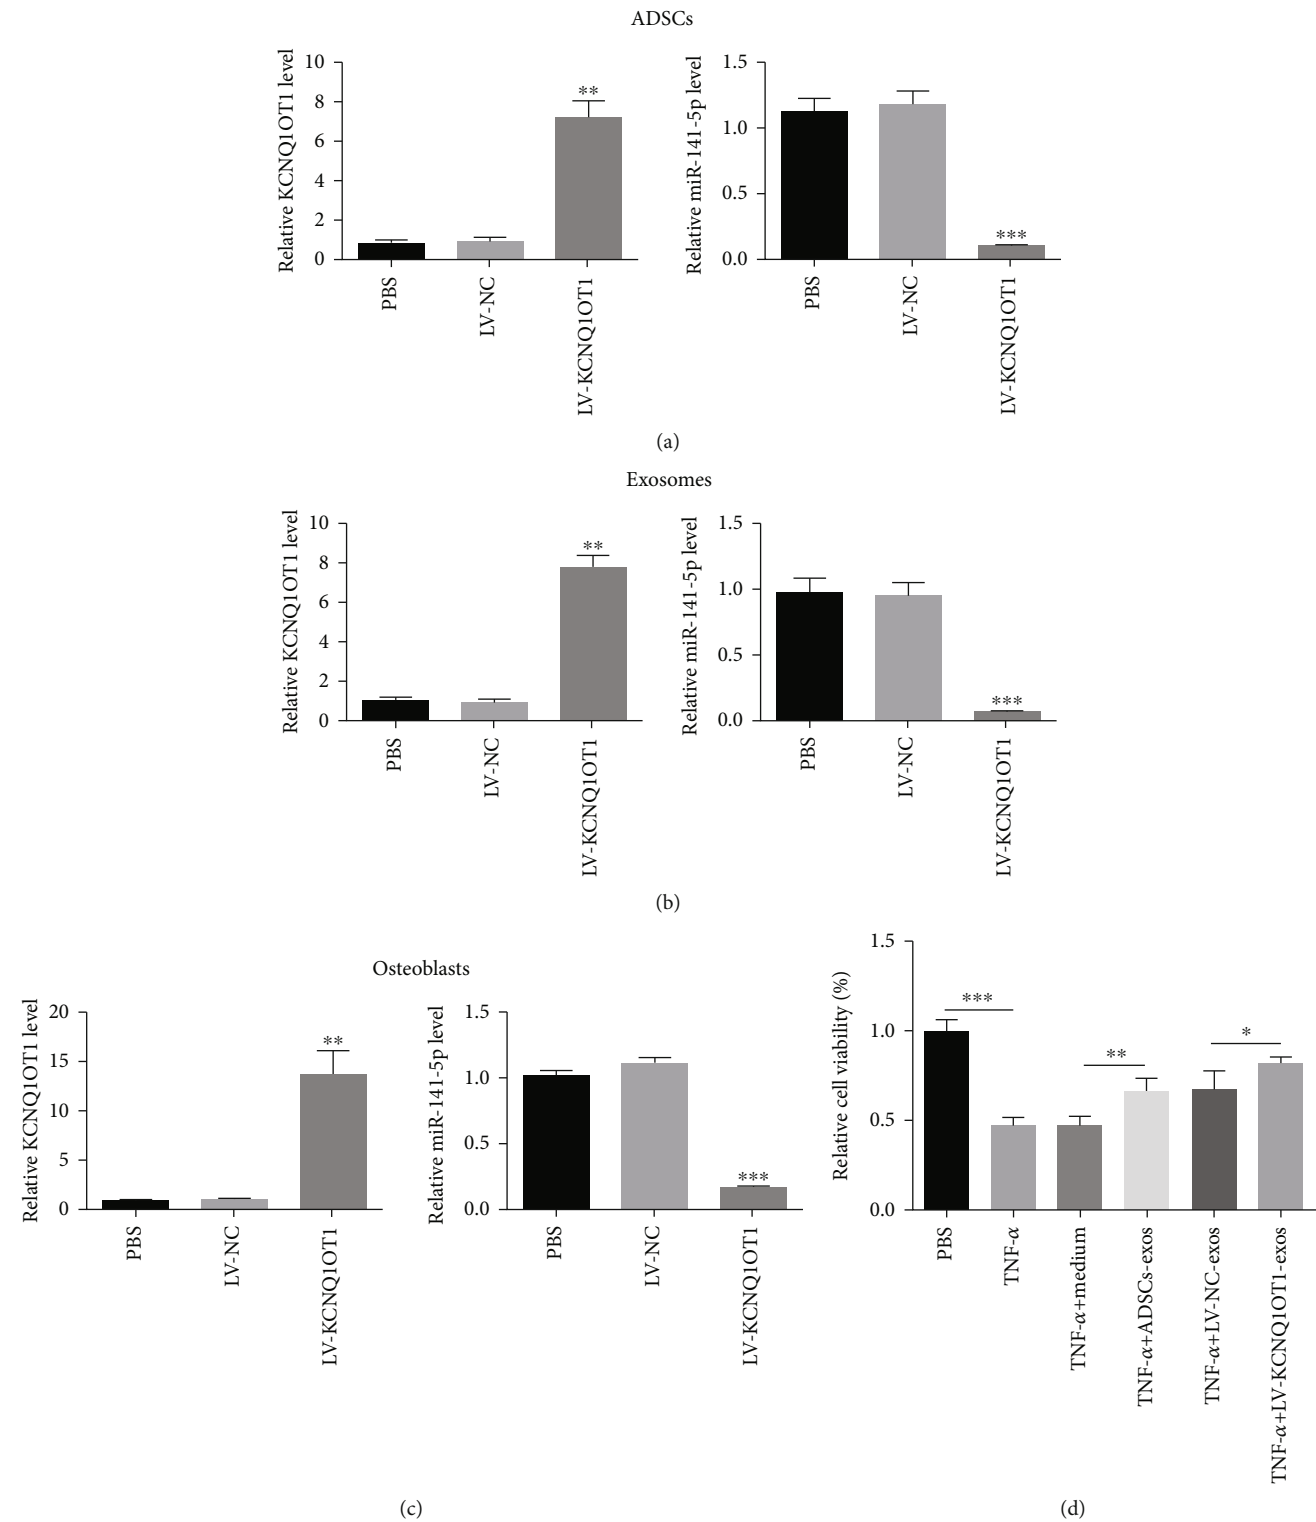 ADSCs
Relative KCNQ1OT1 level
10
8
6
4
2
0
**
PBS
LV-NC
LV-KCNQ1OT1
Relative miR-141-5p level
1.5
1.0
0.5
0.0
***
PBS
LV-NC
LV-KCNQ1OT1
(a)
Exosomes
Relative KCNQ1OT1 level
10
8
6
4
2
0
**
PBS
LV-NC
LV-KCNQ1OT1
Relative miR-141-5p level
1.5
1.0
0.5
0.0
***
PBS
LV-NC
LV-KCNQ1OT1
(b)
Osteoblasts
Relative KCNQ1OT1 level
20
15
10
5
0
**
PBS
LV-NC
LV-KCNQ1OT1
Relative miR-141-5p level
1.5
1.0
0.5
0.0
***
PBS
LV-NC
LV-KCNQ1OT1
(c)
Relative cell viability (%)
1.5
1.0
0.5
0.0
***
**
*
PBS
TNF-α
TNF-α+medium
TNF-α+ADSCs-exos
TNF-α+LV-NC-exos
TNF-α+LV-KCNQ1OT1-exos
(d)